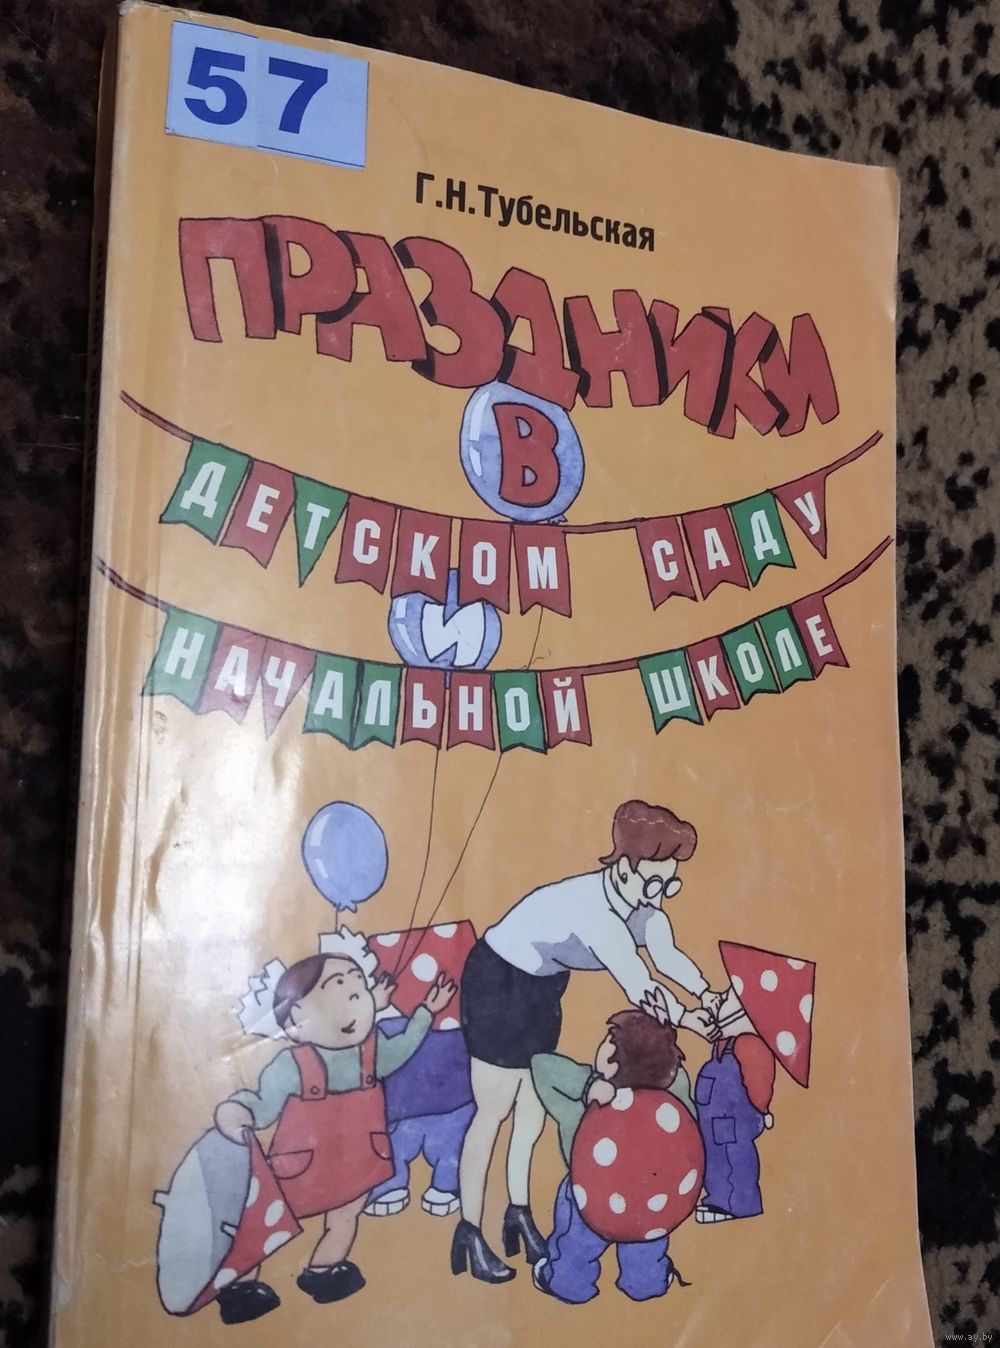 57
Г.Н.Тубельская
ПРАЗДНИКИ
В
ДЕТСКОМ САДУ
И
НАЧАЛЬНОЙ ШКОЛЕ
www.ay.by